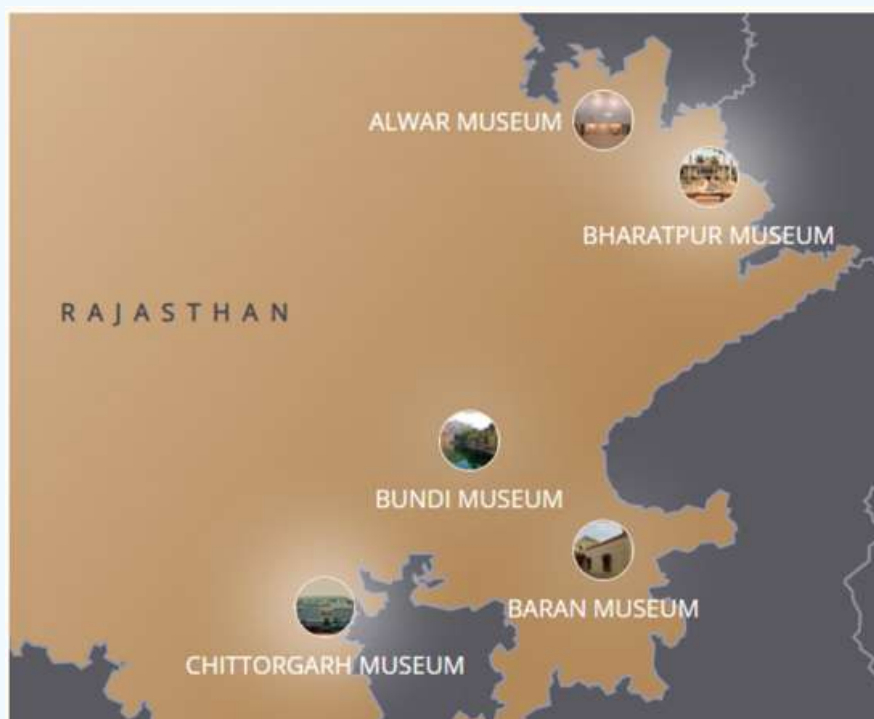 ALWAR MUSEUM
BHARATPUR MUSEUM
RAJASTHAN
BUNDI MUSEUM
BARAN MUSEUM
CHITTORGARH MUSEUM